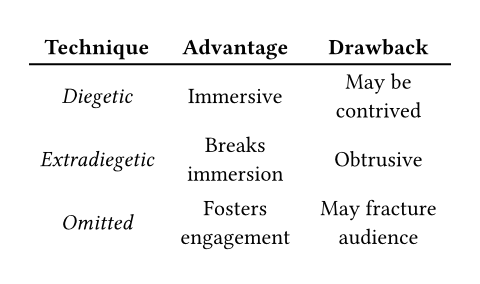 Technique Advantage Drawback
Diegetic Immersive May be
contrived
Extradiegetic Breaks
immersion Obtrusive
Omitted Fosters
engagement May fracture
audience